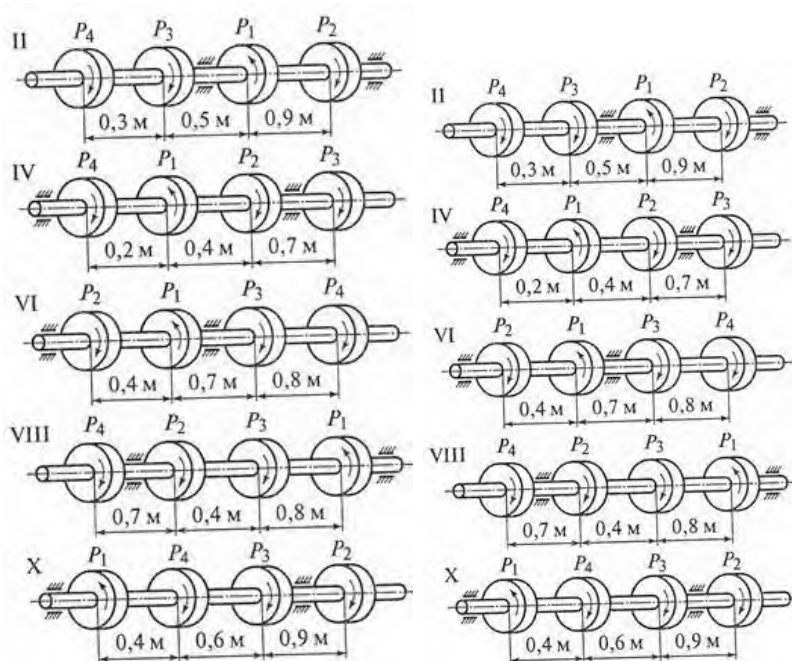 P4 P3 P1 P2
II
0,3 м 0,5 м 0,9 м
P4 P1 P2 P3
IV
0,2 м 0,4 м 0,7 м
P2 P1 P3 P4
VI
0,4 м 0,7 м 0,8 м
P4 P2 P3 P1
VIII
0,7 м 0,4 м 0,8 м
P1 P4 P3 P2
X
0,4 м 0,6 м 0,9 м
P4 P3 P1 P2
II
0,3 м 0,5 м 0,9 м
P4 P1 P2 P3
IV
0,2 м 0,4 м 0,7 м
P2 P1 P3 P4
VI
0,4 м 0,7 м 0,8 м
P4 P2 P3 P1
VIII
0,7 м 0,4 м 0,8 м
P1 P4 P3 P2
X
0,4 м 0,6 м 0,9 м